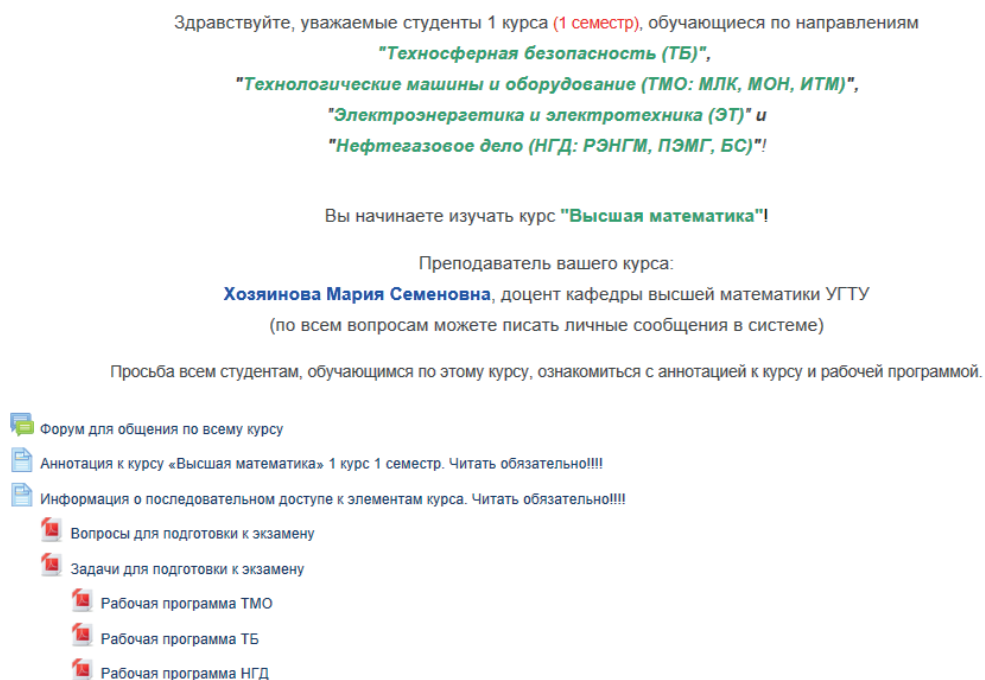 Здравствуйте, уважаемые студенты 1 курса (1 семестр), обучающиеся по направлениям
"Техносферная безопасность (ТБ)",
"Технологические машины и оборудование (ТМО: МЛК, МОН, ИТМ)",
"Электроэнергетика и электротехника (ЭТ)" и
"Нефтегазовое дело (НГД: РЭНГМ, ПЭМГ, БС)"!
Вы начинаете изучать курс "Высшая математика"!
Преподаватель вашего курса:
Хозяинова Мария Семеновна, доцент кафедры высшей математики УГТУ
(по всем вопросам можете писать личные сообщения в системе)
Просьба всем студентам, обучающимся по этому курсу, ознакомиться с аннотацией к курсу и рабочей программой.
Форум для общения по всему курсу
Аннотация к курсу «Высшая математика» 1 курс 1 семестр. Читать обязательно!!!!
Информация о последовательном доступе к элементам курса. Читать обязательно!!!!
Вопросы для подготовки к экзамену
Задачи для подготовки к экзамену
Рабочая программа ТМО
Рабочая программа ТБ
Рабочая программа НГД